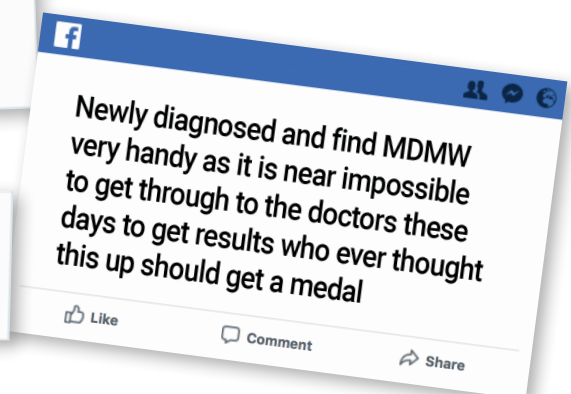 f
Newly diagnosed and find MDMW
very handy as it is near impossible
to get through to the doctors these
days to get results who ever thought
this up should get a medal
Like
Comment
Share